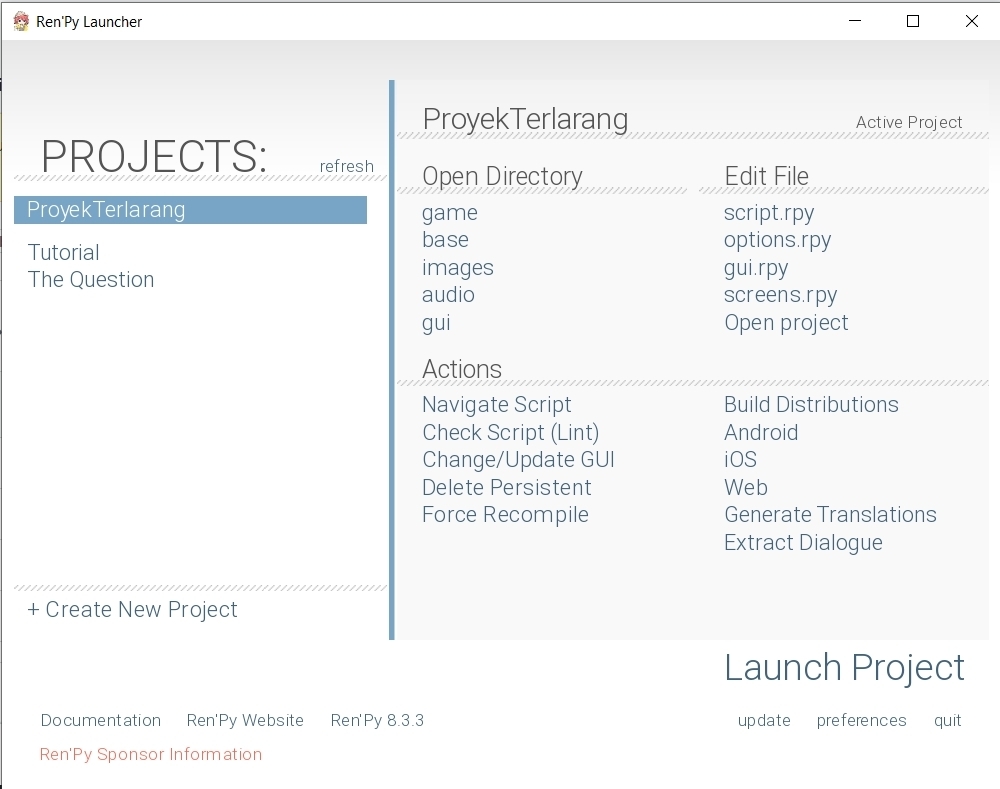 Ren'Py Launcher
PROJECTS:
refresh
ProyekTerlarang
Tutorial
The Question
+ Create New Project
ProyekTerlarang
Active Project
Open Directory
game
base
images
audio
gui
Edit File
script.rpy
options.rpy
gui.rpy
screens.rpy
Open project
Actions
Navigate Script
Check Script (Lint)
Change/Update GUI
Delete Persistent
Force Recompile
Build Distributions
Android
iOS
Web
Generate Translations
Extract Dialogue
Launch Project
Documentation Ren'Py Website Ren'Py 8.3.3
update preferences quit
Ren'Py Sponsor Information